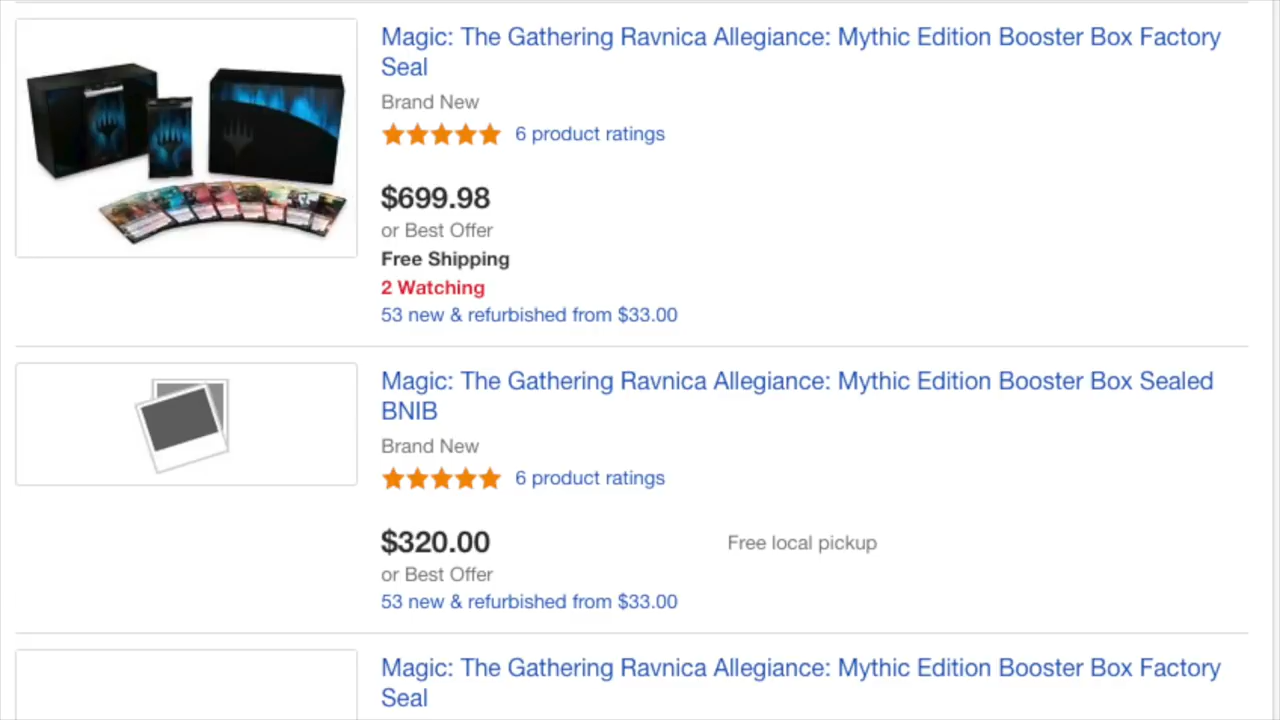 Magic: The Gathering Ravnica Allegiance: Mythic Edition Booster Box Factory
Seal
Brand New
6 product ratings
$699.98
or Best Offer
Free Shipping
2 Watching
53 new & refurbished from $33.00
Magic: The Gathering Ravnica Allegiance: Mythic Edition Booster Box Sealed
BNIB
Brand New
6 product ratings
$320.00
Free local pickup
or Best Offer
53 new & refurbished from $33.00
Magic: The Gathering Ravnica Allegiance: Mythic Edition Booster Box Factory
Seal